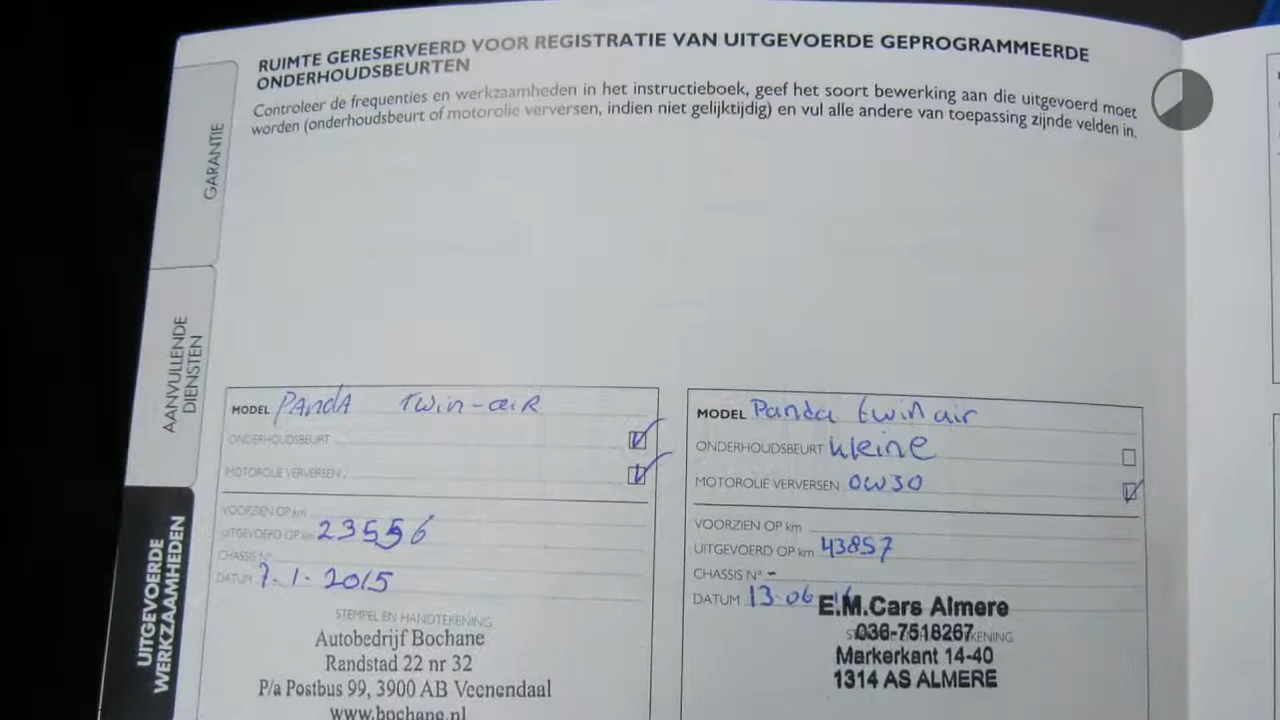 RUIMTE GERESERVEERD VOOR REGISTRATIE VAN UITGEVOERDE GEPROGRAMMEERDE
ONDERHOUDSBEURTEN
Controleer de frequenties en werkzaamheden in het instructieboek, geef het soort bewerking aan die uitgevoerd moet
worden (onderhoudsbeurt of motorolie verversen, indien niet gelijktijdig) en vul alle andere van toepassing zijnde velden in.
GARANTIE
AANVULLENDE
DIENSTEN
UITGEVOERDE
WERKZAAMHEDEN
MODEL PANDA Twin-air
ONDERHOUDSBEURT
MOTOROLIE VERVERSEN
VOORZIEN OP km
UITGEVOERD OP km 23556
CHASSIS N°
DATUM 7-1-2015
STEMPEL EN HANDTEKENING
Autobedrijf Bochane
Randstad 22 nr 32
P/a Postbus 99, 3900 AB Veenendaal
www.bochane.nl
MODEL Panda twin air
ONDERHOUDSBEURT kleine
MOTOROLIE VERVERSEN 0W30
VOORZIEN OP km
UITGEVOERD OP km 43857
CHASSIS N° -
DATUM 13-06
E.M.Cars Almere
036-7518267
Markerkant 14-40
1314 AS ALMERE